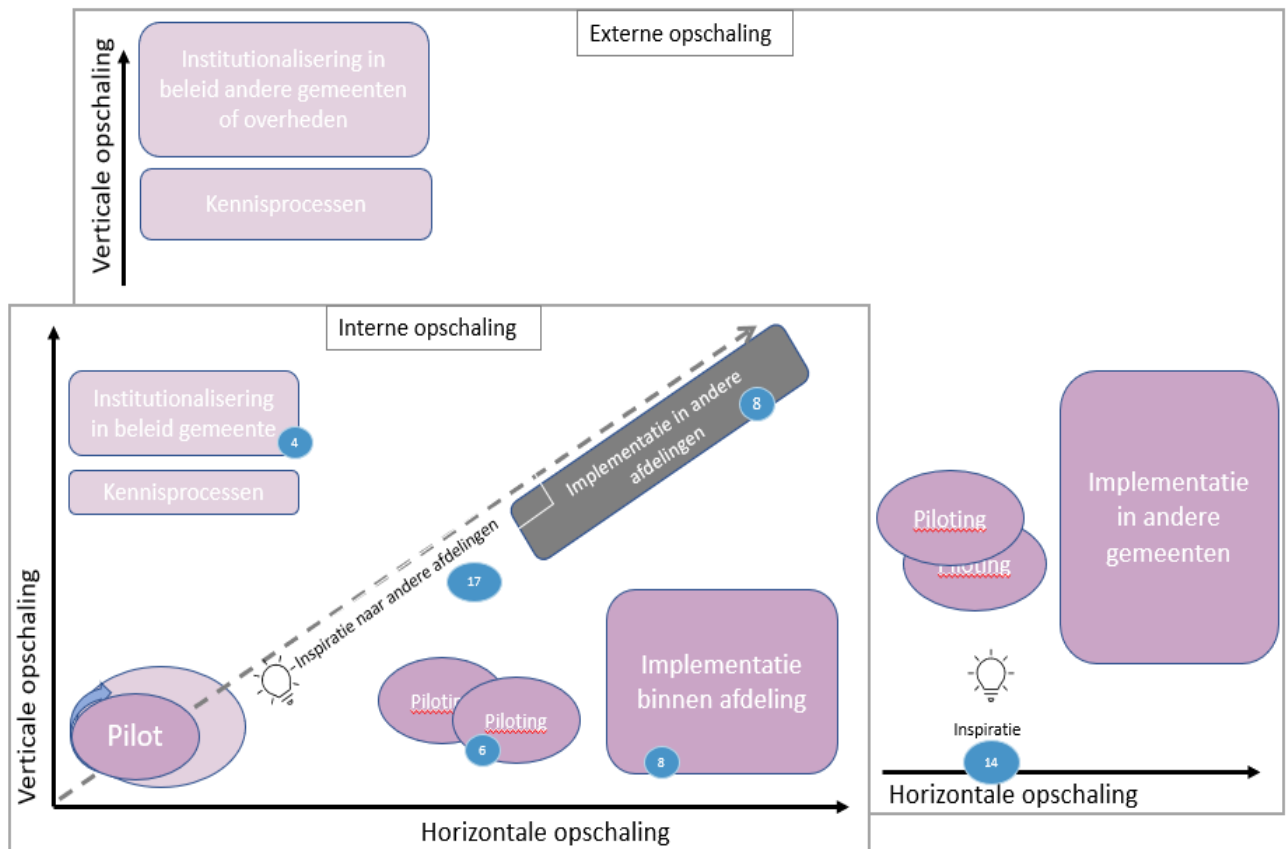 Externe opschaling
Verticale opschaling
Institutionalisering in
beleid andere gemeenten
of overheden
Kennisprocessen
Interne opschaling
Verticale opschaling
Institutionalisering
in beleid gemeente
4
Kennisprocessen
Implementatie in andere
afdelingen
8
Inspiratie naar andere afdelingen
17
Pilot
Piloting
Piloting
6
Implementatie
binnen afdeling
8
Horizontale opschaling
Piloting
Piloting
Implementatie
in andere
gemeenten
Inspiratie
14
Horizontale opschaling